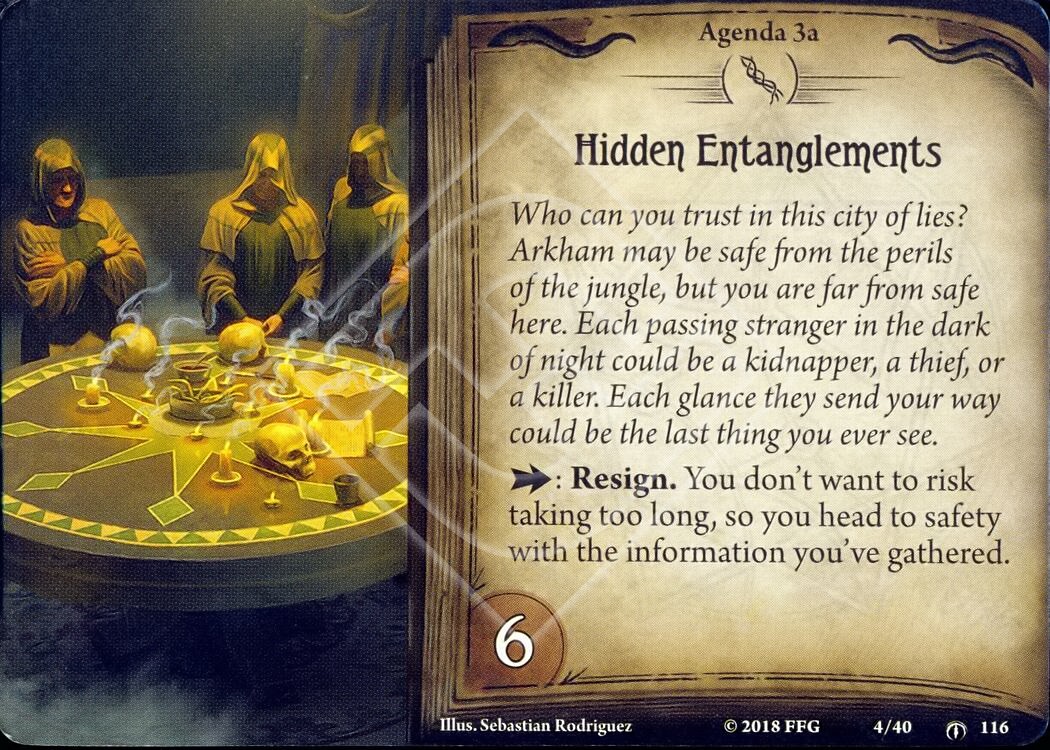 Agenda 3a
Hidden Entanglements
Who can you trust in this city of lies?
Arkham may be safe from the perils
of the jungle, but you are far from safe
here. Each passing stranger in the dark
of night could be a kidnapper, a thief, or
a killer. Each glance they send your way
could be the last thing you ever see.
: Resign. You don't want to risk
taking too long, so you head to safety
with the information you've gathered.
6
Illus. Sebastian Rodriguez © 2018 FFG 4/40 116